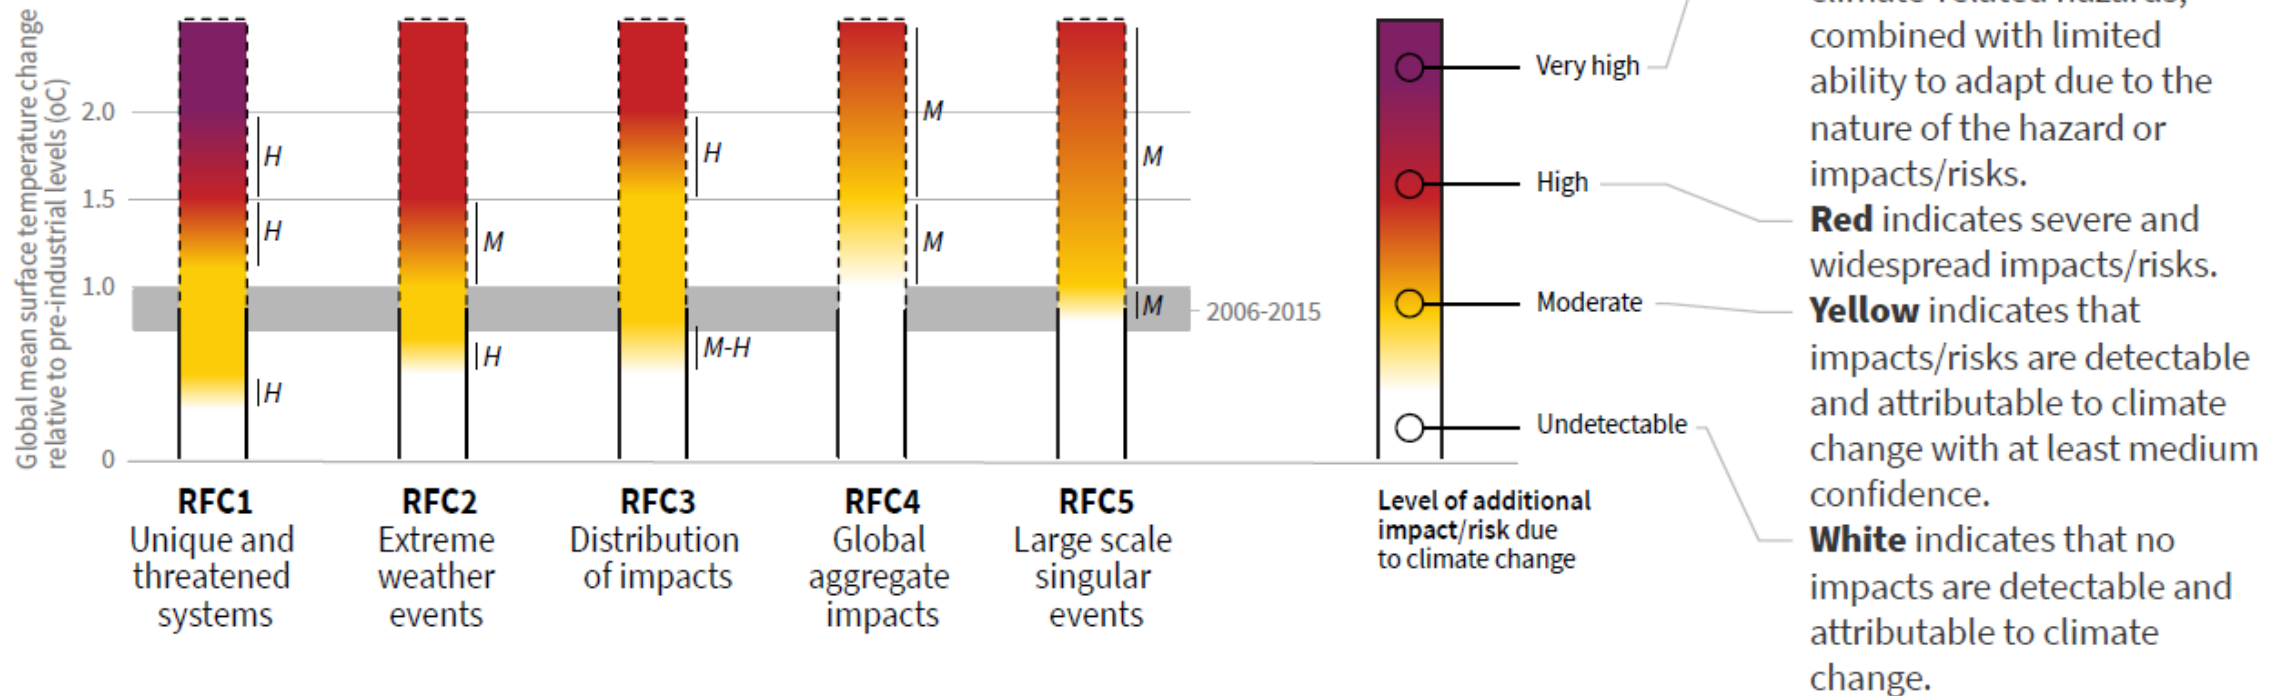 Global mean surface temperature change
relative to pre-industrial levels (oC)
2.0
1.5
1.0
0
H
H
H
M
H
H
M-H
M
M
M
M
2006-2015
RFC1
Unique and
threatened
systems
RFC2
Extreme
weather
events
RFC3
Distribution
of impacts
RFC4
Global
aggregate
impacts
RFC5
Large scale
singular
events
Very high
High
Moderate
Undetectable
Level of additional
impact/risk due
to climate change
climate-related hazards,
combined with limited
ability to adapt due to the
nature of the hazard or
impacts/risks.
Red indicates severe and
widespread impacts/risks.
Yellow indicates that
impacts/risks are detectable
and attributable to climate
change with at least medium
confidence.
White indicates that no
impacts are detectable and
attributable to climate
change.